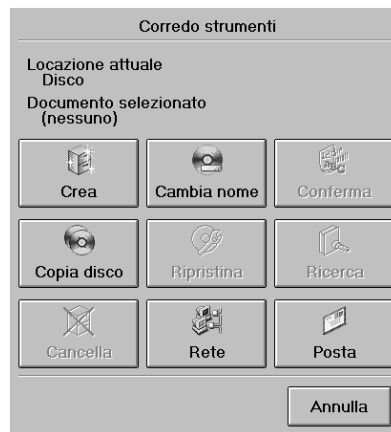 Corredo strumenti
Locazione attuale
Disco
Documento selezionato
(nessuno)
Crea
Cambia nome
Conferma
Copia disco
Ripristina
Ricerca
Cancella
Rete
Posta
Annulla